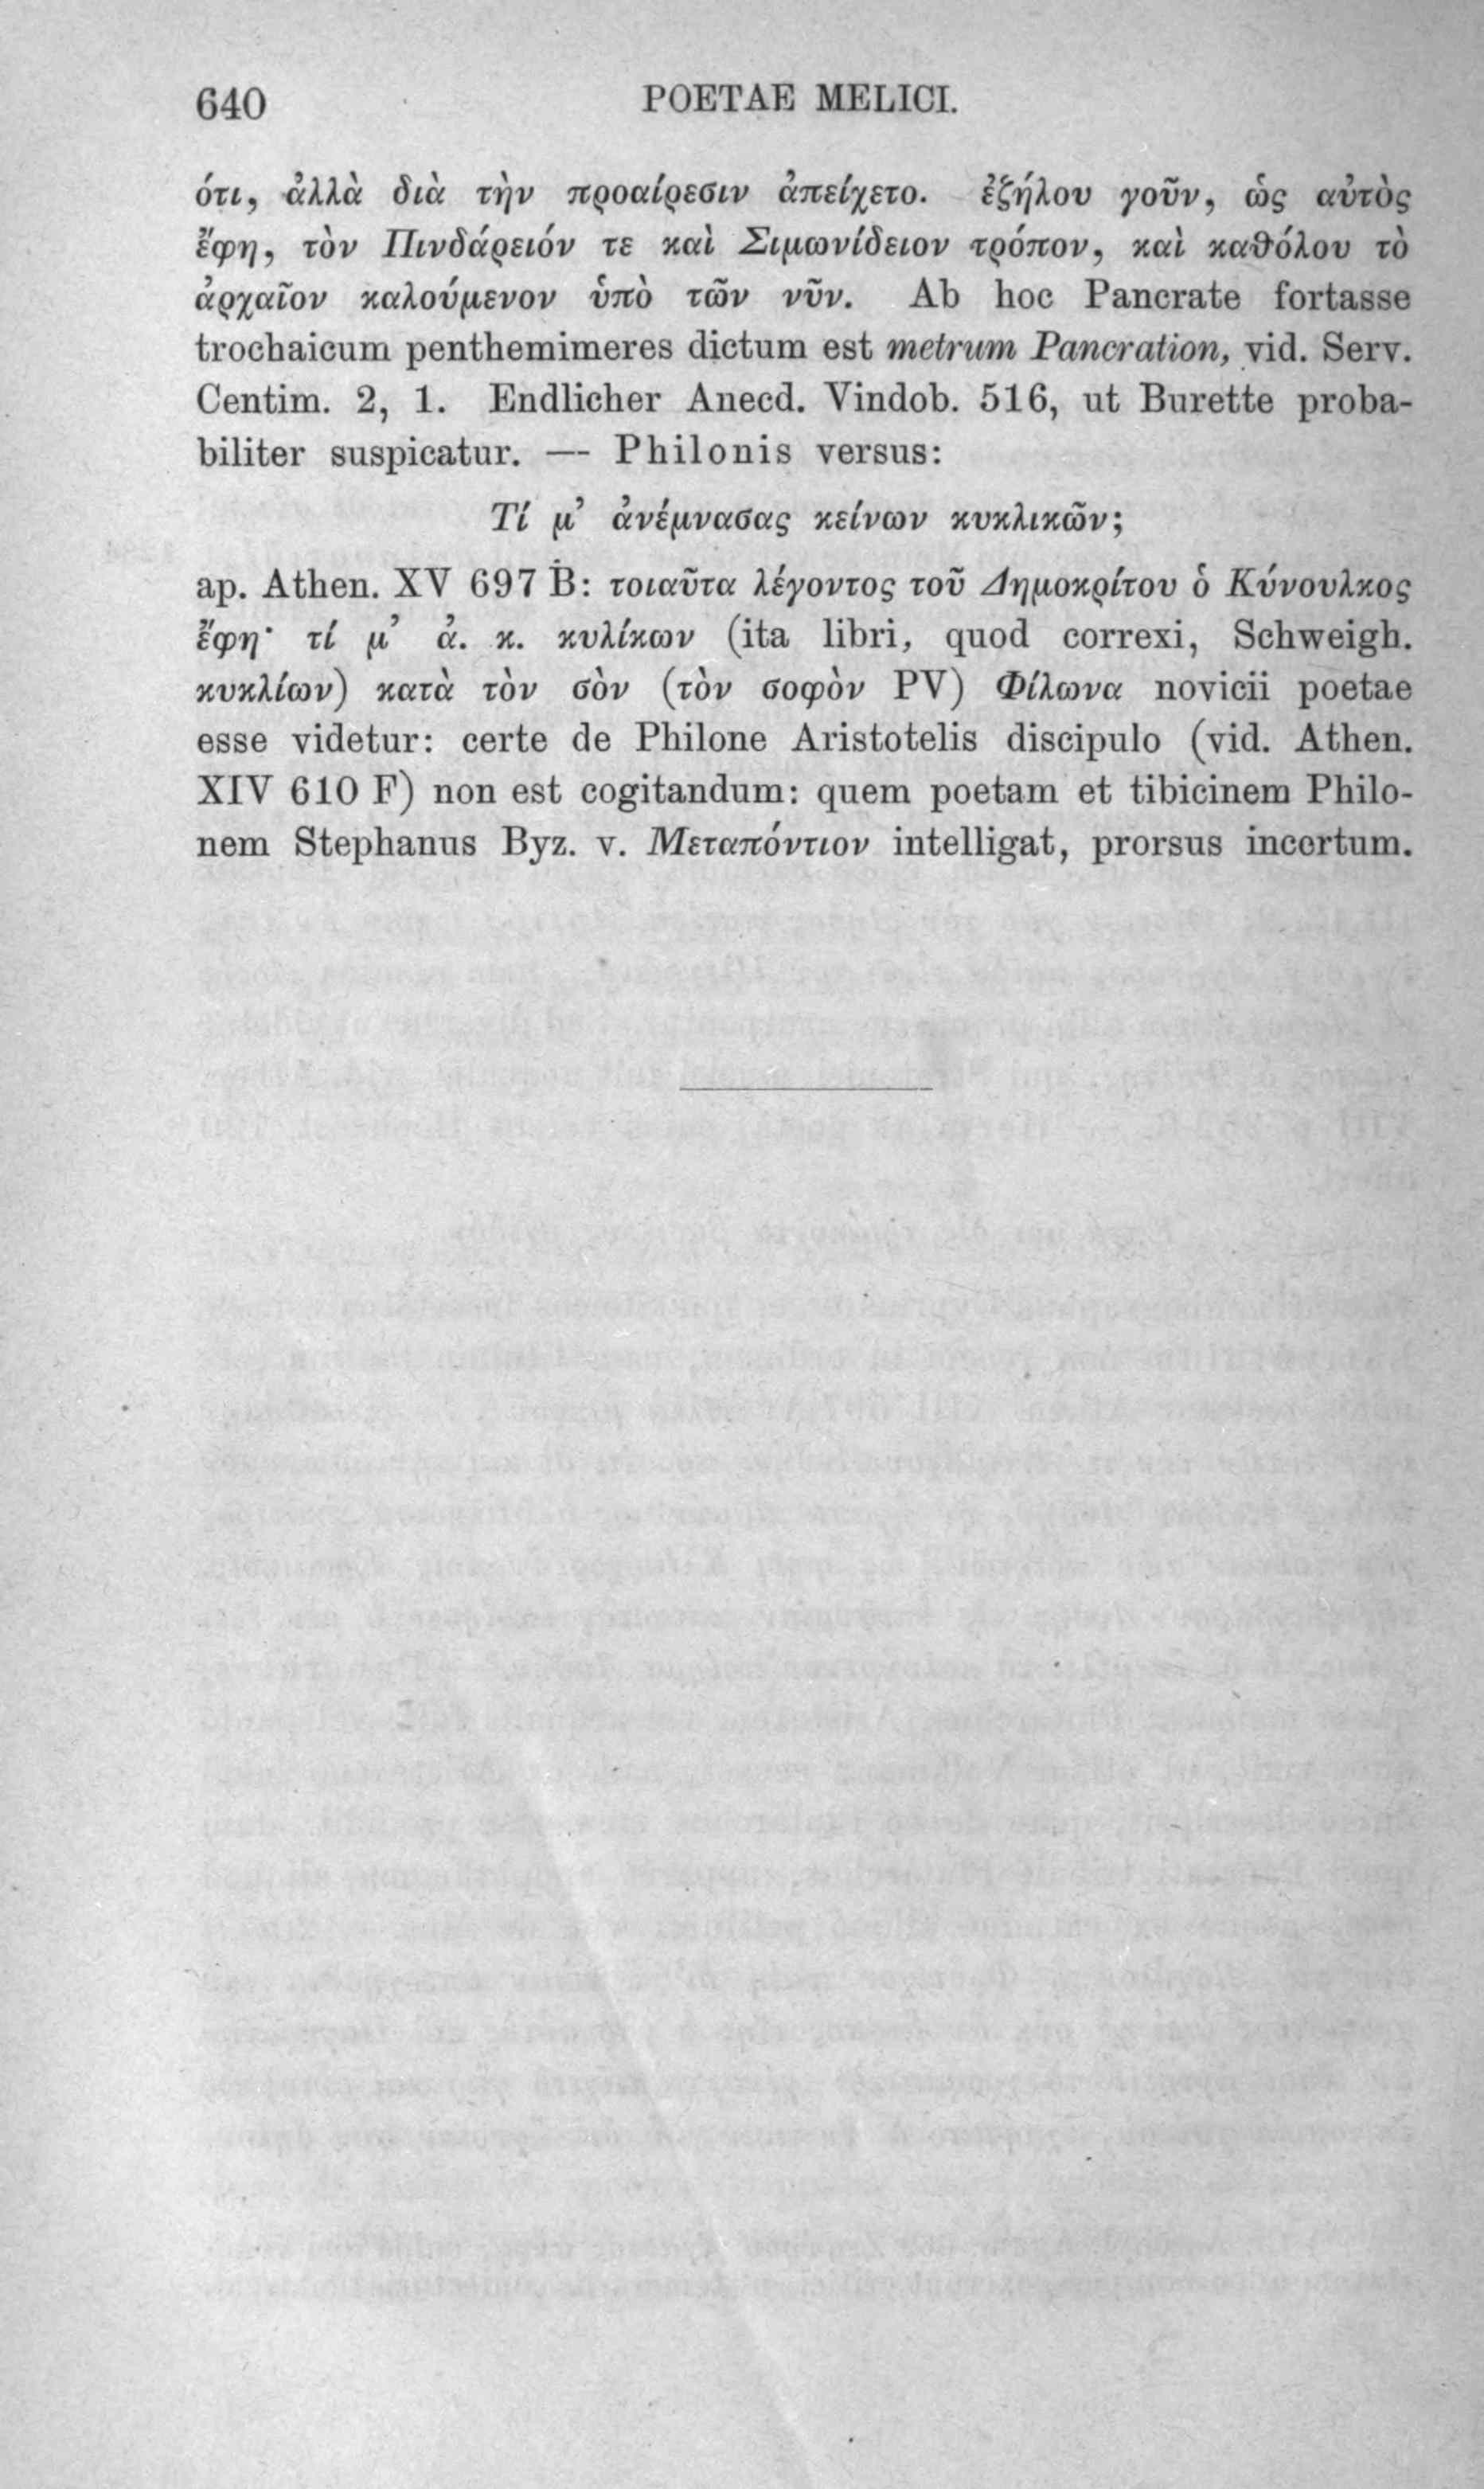 640 POETAE MELICI.
ότι, ἀλλὰ διὰ τὴν προαίρεσιν ἀπείχετο. ἐζήλου γοῦν, ὡς αὐτὸς
ἔφη, τὸν Πινδάρειόν τε καὶ Σιμωνίδειον τρόπον, καὶ καθόλου τὸ
ἀρχαῖον καλούμενον ὑπὸ τῶν νῦν. Ab hoc Pancrate fortasse
trochaicum penthemimeres dictum est metrum Pancration, vid. Serv.
Centim. 2, 1. Endlicher Anecd. Vindob. 516, ut Burette proba-
biliter suspicatur. — Philonis versus:
Τί μ’ ἀνέμνασας κείνων κυκλικῶν;
ap. Athen. XV 697 B: τοιαῦτα λέγοντος τοῦ Δημοκρίτου ὁ Κύνουλκος
ἔφη· τί μ’ ἀ. κ. κυλίκων (ita libri, quod correxi, Schweigh.
κυκλίων) κατὰ τὸν σὸν (τὸν σοφὸν PV) Φίλωνα novicii poetae
esse videtur: certe de Philone Aristotelis discipulo (vid. Athen.
XIV 610 F) non est cogitandum: quem poetam et tibicinem Philo-
nem Stephanus Byz. v. Μεταπόντιον intelligat, prorsus incertum.